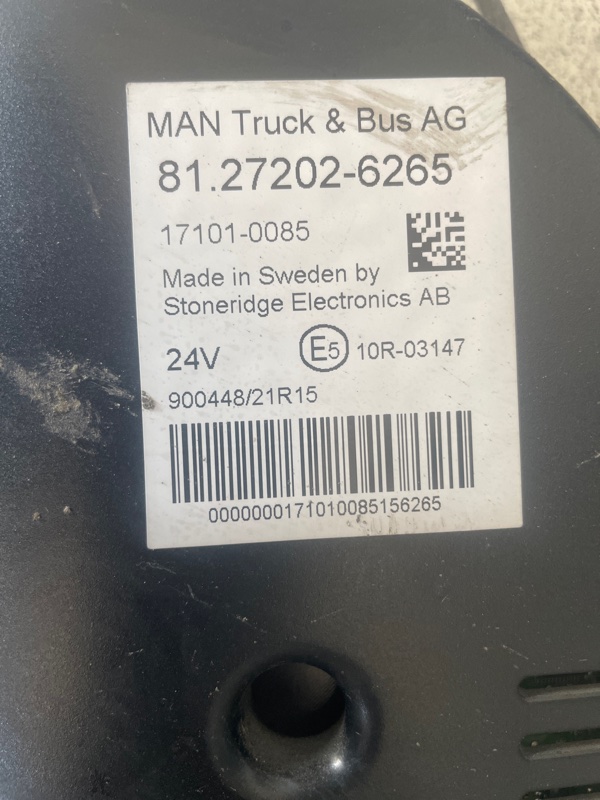 MAN Truck & Bus AG
81.27202-6265
17101-0085
Made in Sweden by
Stoneridge Electronics AB
24V E5 10R-03147
900448/21R15
0000000171010085156265